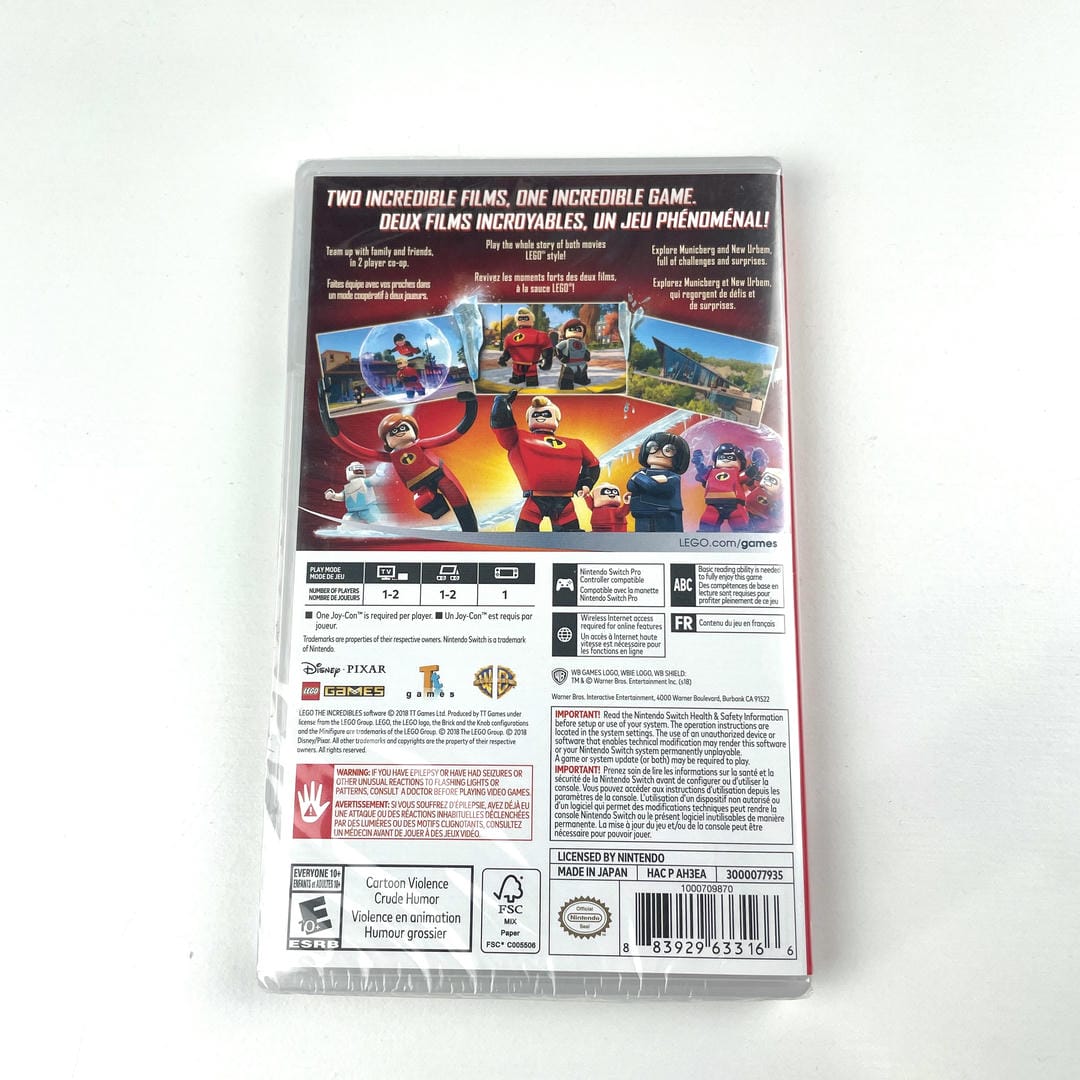 TWO INCREDIBLE FILMS, ONE INCREDIBLE GAME.
DEUX FILMS INCROYABLES, UN JEU PHÉNOMÉNAL!
Team up with family and friends,
in 2 player co-op.
Faites équipe avec vos proches dans
un mode coopératif à deux joueurs.
Play the whole story of both movies
LEGO® style!
Revivez les moments forts des deux films,
à la sauce LEGO®!
Explore Municberg and New Urbem,
full of challenges and surprises.
Explorez Municberg et New Urbem,
qui regorgent de défis et
de surprises.
LEGO.com/games
PLAY MODE
MODE DE JEU
TV
NUMBER OF PLAYERS
NOMBRE DE JOUEURS
1-2
1-2
1
■ One Joy-Con™ is required per player. ■ Un Joy-Con™ est requis par
joueur.
Trademarks are properties of their respective owners. Nintendo Switch is a trademark
of Nintendo.
Disney · PIXAR
LEGO GAMES
Tt games
WB
LEGO THE INCREDIBLES software © 2018 TT Games Ltd. Produced by TT Games under
license from the LEGO Group. LEGO, the LEGO logo, the Brick and the Knob configurations
and the Minifigure are trademarks of the LEGO Group. © 2018 The LEGO Group. © 2018
Disney/Pixar. All other trademarks and copyrights are the property of their respective
owners. All rights reserved.
WARNING: IF YOU HAVE EPILEPSY OR HAVE HAD SEIZURES OR
OTHER UNUSUAL REACTIONS TO FLASHING LIGHTS OR
PATTERNS, CONSULT A DOCTOR BEFORE PLAYING VIDEO GAMES.
AVERTISSEMENT: SI VOUS SOUFFREZ D'ÉPILEPSIE, AVEZ DÉJÀ EU
UNE ATTAQUE OU DES RÉACTIONS INHABITUELLES DÉCLENCHÉES
PAR DES LUMIÈRES OU DES MOTIFS CLIGNOTANTS, CONSULTEZ
UN MÉDECIN AVANT DE JOUER À DES JEUX VIDÉO.
EVERYONE 10+
ENFANTS et ADULTES 10+
E
10+
ESRB
Cartoon Violence
Crude Humor
Violence en animation
Humour grossier
FSC
MIX
Paper
FSC® C005506
Nintendo Switch Pro
Controller compatible
Compatible avec la manette
Nintendo Switch Pro
ABC
Basic reading ability is needed
to fully enjoy this game
Des compétences de base en
lecture sont requises pour
profiter pleinement de ce jeu
Wireless Internet access
required for online features
Un accès à Internet haute
vitesse est nécessaire pour
les fonctions en ligne
FR
Contenu du jeu en français
WB
WB GAMES LOGO, WBIE LOGO, WB SHIELD:
TM & © Warner Bros. Entertainment Inc. (s18)
Warner Bros. Interactive Entertainment, 4000 Warner Boulevard, Burbank CA 91522
IMPORTANT! Read the Nintendo Switch Health & Safety Information
before setup or use of your system. The operation instructions are
located in the system settings. The use of an unauthorized device or
software that enables technical modification may render this software
or your Nintendo Switch system permanently unplayable.
A game or system update (or both) may be required to play.
IMPORTANT! Prenez soin de lire les informations sur la santé et la
sécurité de la Nintendo Switch avant de configurer ou d'utiliser la
console. Vous pouvez accéder aux instructions d'utilisation depuis les
paramètres de la console. L'utilisation d'un dispositif non autorisé ou
d'un logiciel qui permet des modifications techniques peut rendre la
console Nintendo Switch ou le présent logiciel inutilisables de manière
permanente. La mise à jour du jeu et/ou de la console peut être
nécessaire pour pouvoir jouer.
LICENSED BY NINTENDO
MADE IN JAPAN
HAC P AH3EA
3000077935
1000709870
Official
Nintendo
Seal
8 83929 63316 6